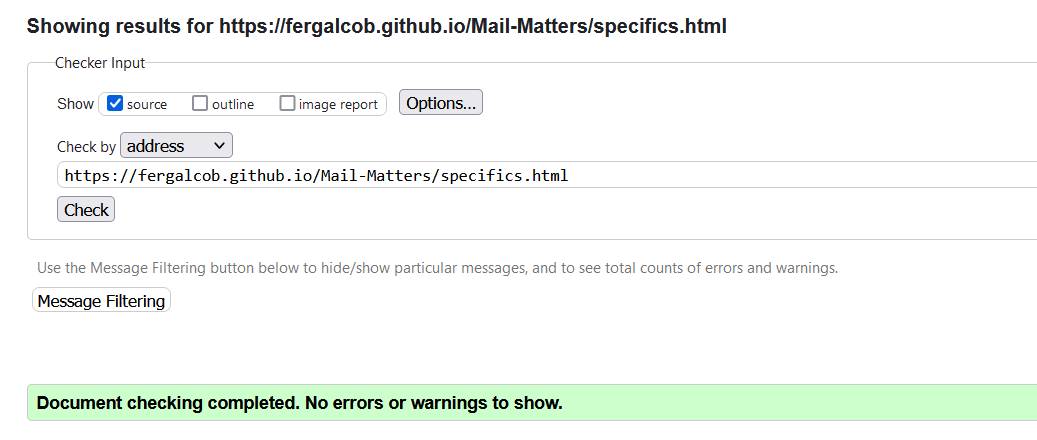 Showing results for https://fergalcob.github.io/Mail-Matters/specifics.html
Checker Input
Show source outline image report Options...
Check by address
https://fergalcob.github.io/Mail-Matters/specifics.html
Check
Use the Message Filtering button below to hide/show particular messages, and to see total counts of errors and warnings.
Message Filtering
Document checking completed. No errors or warnings to show.